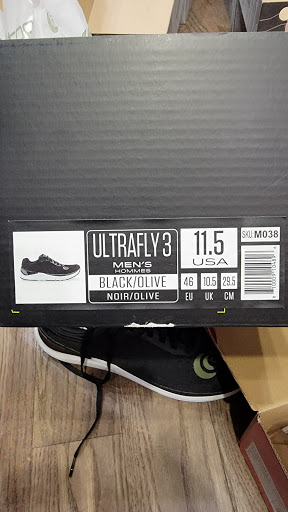 ULTRAFLY 3
MEN'S
HOMMES
BLACK/OLIVE
NOIR/OLIVE
11.5
USA
46 10.5 29.5
EU UK CM
SKU: M038